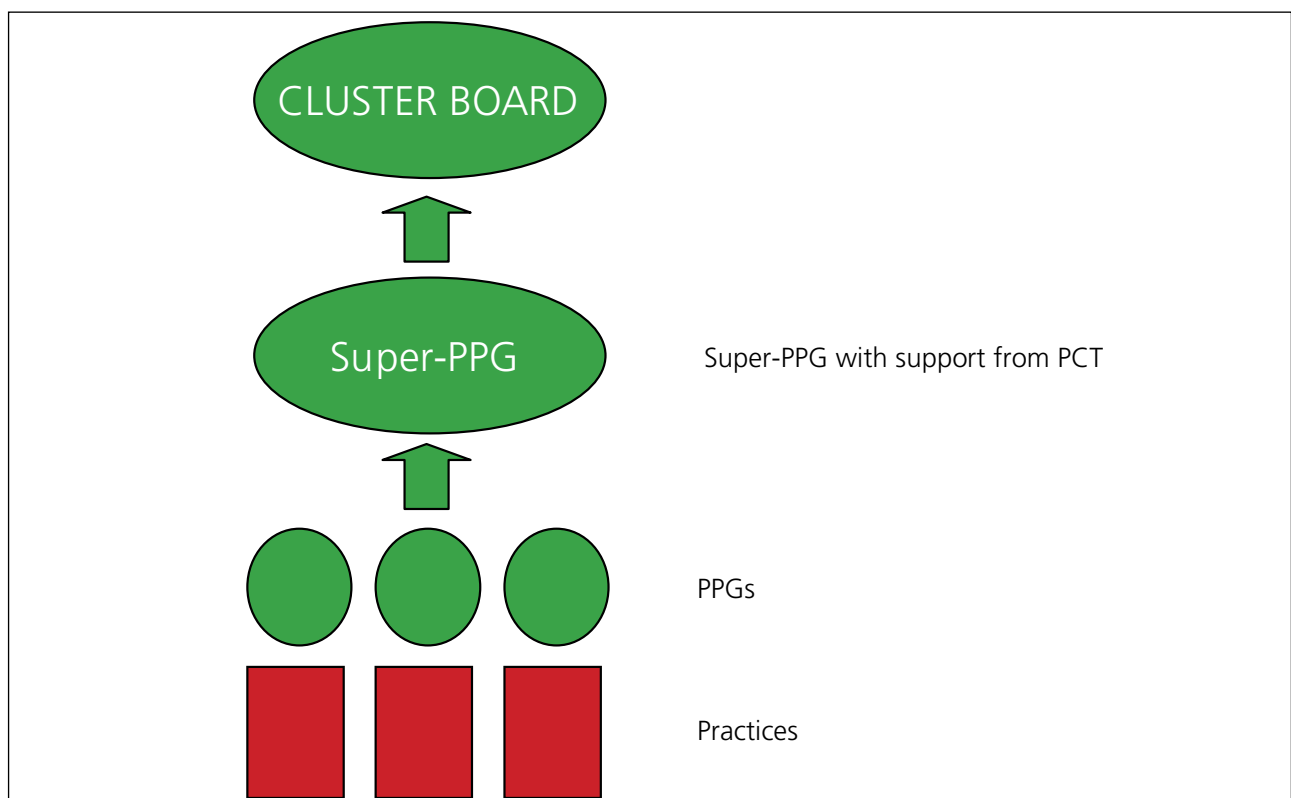 CLUSTER BOARD
Super-PPG
Super-PPG with support from PCT
PPGs
Practices